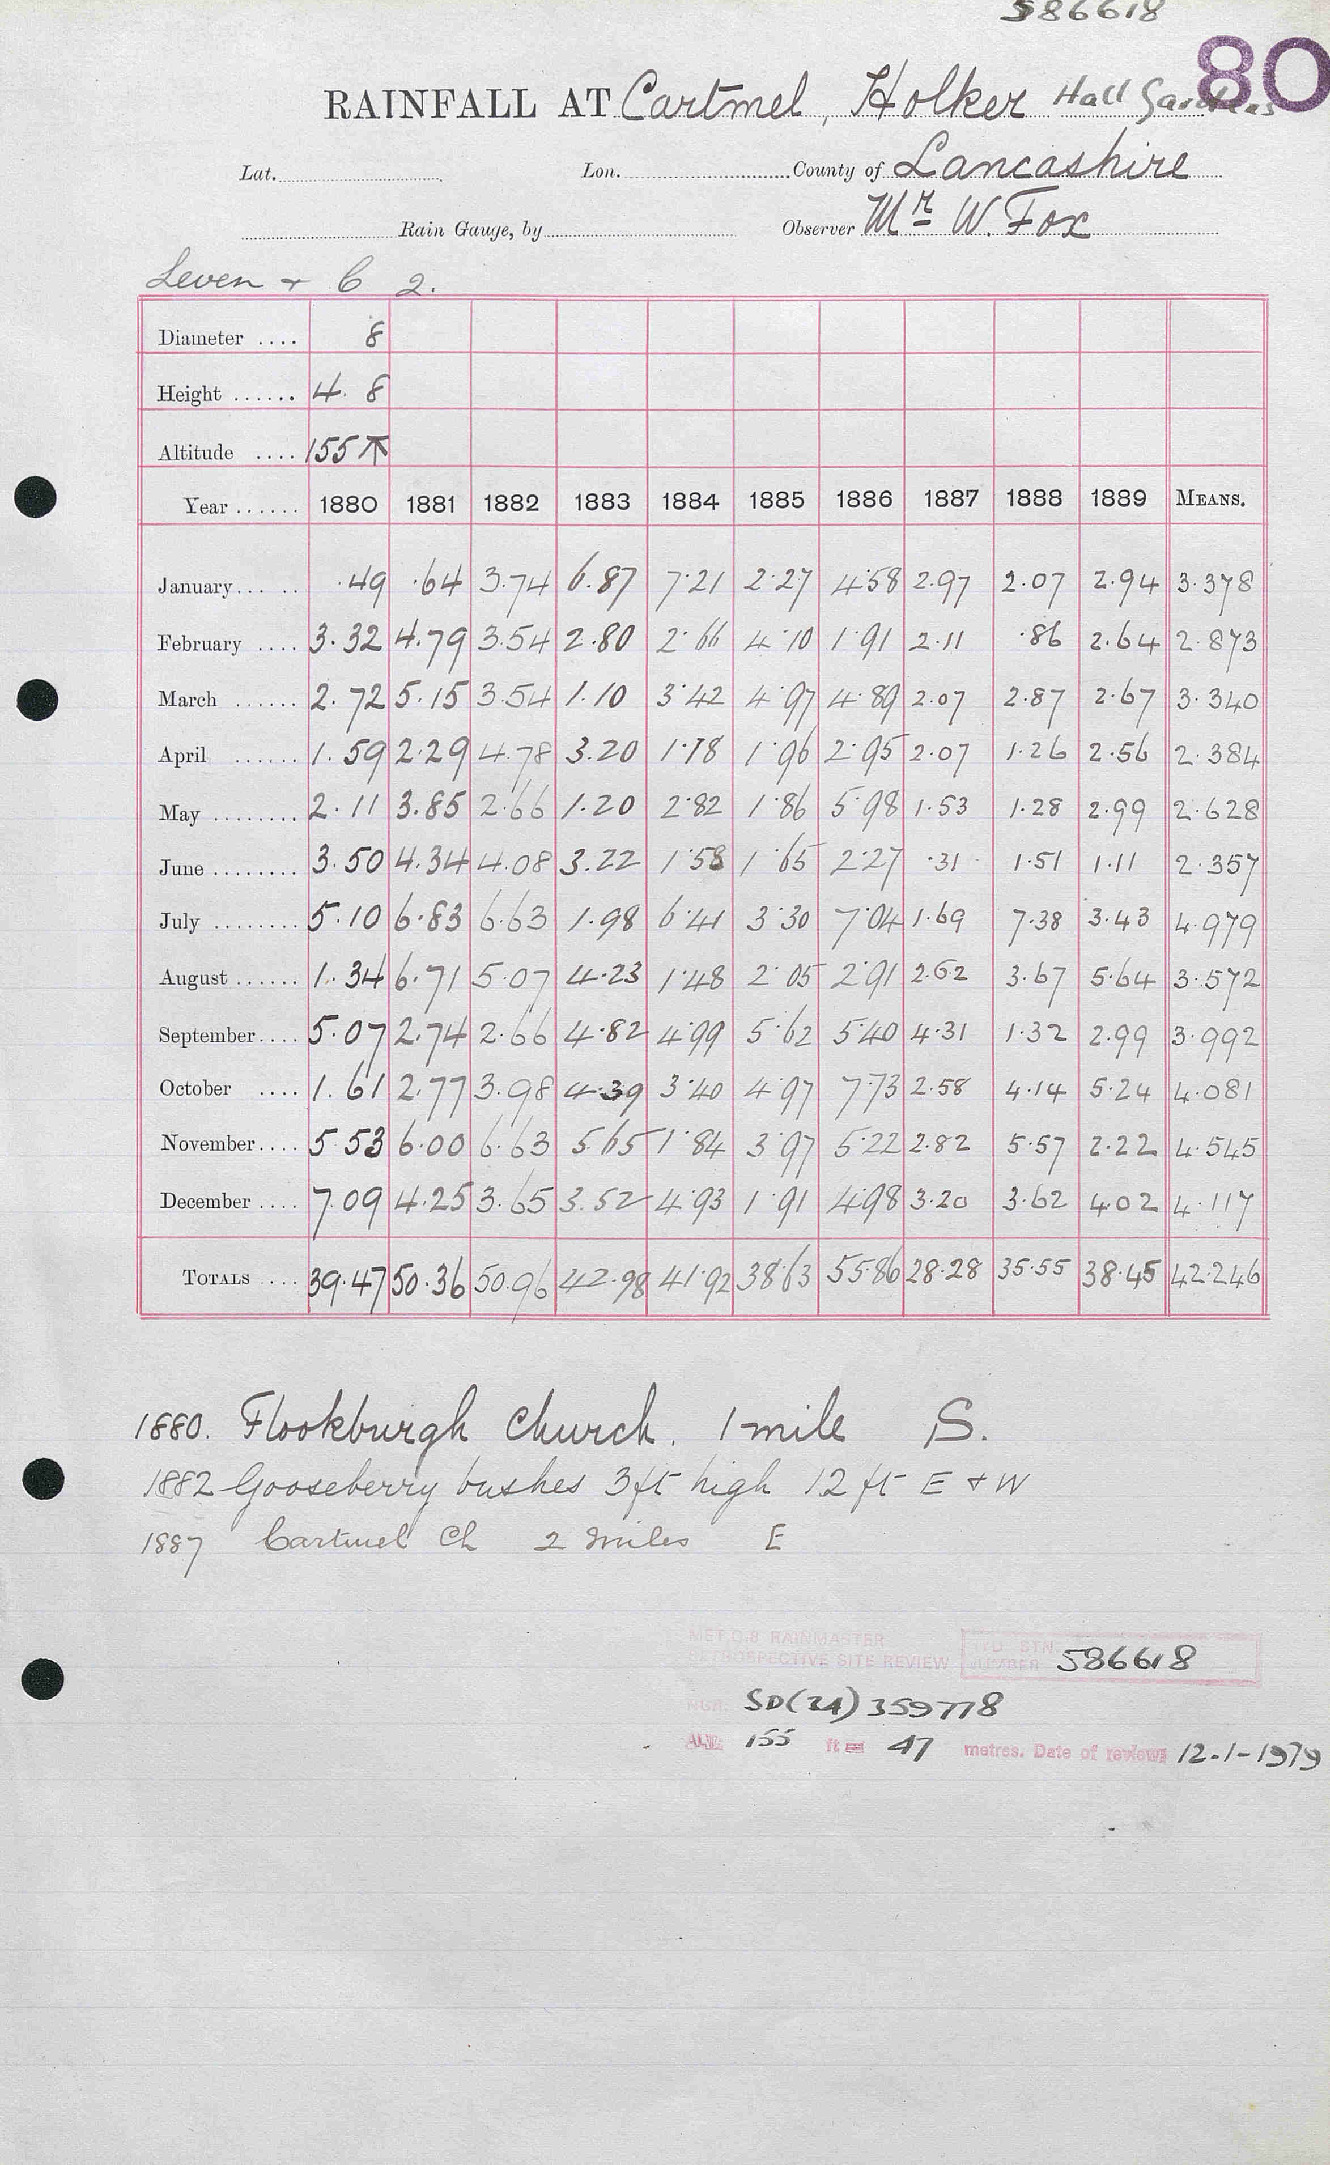 586618
80
RAINFALL AT Cartmel, Holker Hall Gardens
Lat. Lon. County of Lancashire
Rain Gauge, by Observer Mr W. Fox
Leven & C 2.
Diameter .... 8
Height ...... 4. 8
Altitude .... 155
Year ...... 1880 1881 1882 1883 1884 1885 1886 1887 1888 1889 MEANS.
January ...... .49 .64 3.74 6.87 7.21 2.27 4.58 2.97 2.07 2.94 3.378
February .... 3.32 4.79 3.54 2.80 2.66 4.10 1.91 2.11 .86 2.64 2.873
March ...... 2.72 5.15 3.54 1.10 3.42 4.97 4.89 2.07 2.87 2.67 3.340
April ...... 1.59 2.29 4.78 3.20 1.18 1.96 2.95 2.07 1.26 2.56 2.384
May ........ 2.11 3.85 2.66 1.20 2.82 1.86 5.98 1.53 1.28 2.99 2.628
June ........ 3.50 4.34 4.08 3.22 1.58 1.65 2.27 .31 1.51 1.11 2.357
July ........ 5.10 6.83 6.63 1.98 6.41 3.30 7.04 1.69 7.38 3.43 4.979
August ...... 1.34 6.71 5.07 4.23 1.48 2.05 2.91 2.62 3.67 5.64 3.572
September .... 5.07 2.74 2.66 4.82 4.99 5.62 5.40 4.31 1.32 2.99 3.992
October .... 1.61 2.77 3.98 4.39 3.40 4.97 7.73 2.58 4.14 5.24 4.081
November .... 5.53 6.00 6.63 5.65 1.84 3.97 5.22 2.82 5.57 2.22 4.545
December .... 7.09 4.25 3.65 3.52 4.93 1.91 4.98 3.20 3.62 4.02 4.117
TOTALS .... 39.47 50.36 50.96 42.98 41.92 38.63 55.86 28.28 35.55 38.45 42.246
1880. Flookburgh Church. 1 mile S.
1882 Gooseberry bushes 3ft high 12 ft E & W
1887 Cartmel Ch 2 miles E
MET O.8 RAINMASTER
RETROSPECTIVE SITE REVIEW STN. NUMBER 586618
NGR. SD(34) 359778
ALT. 155 ft = 47 metres. Date of review: 12-1-1979